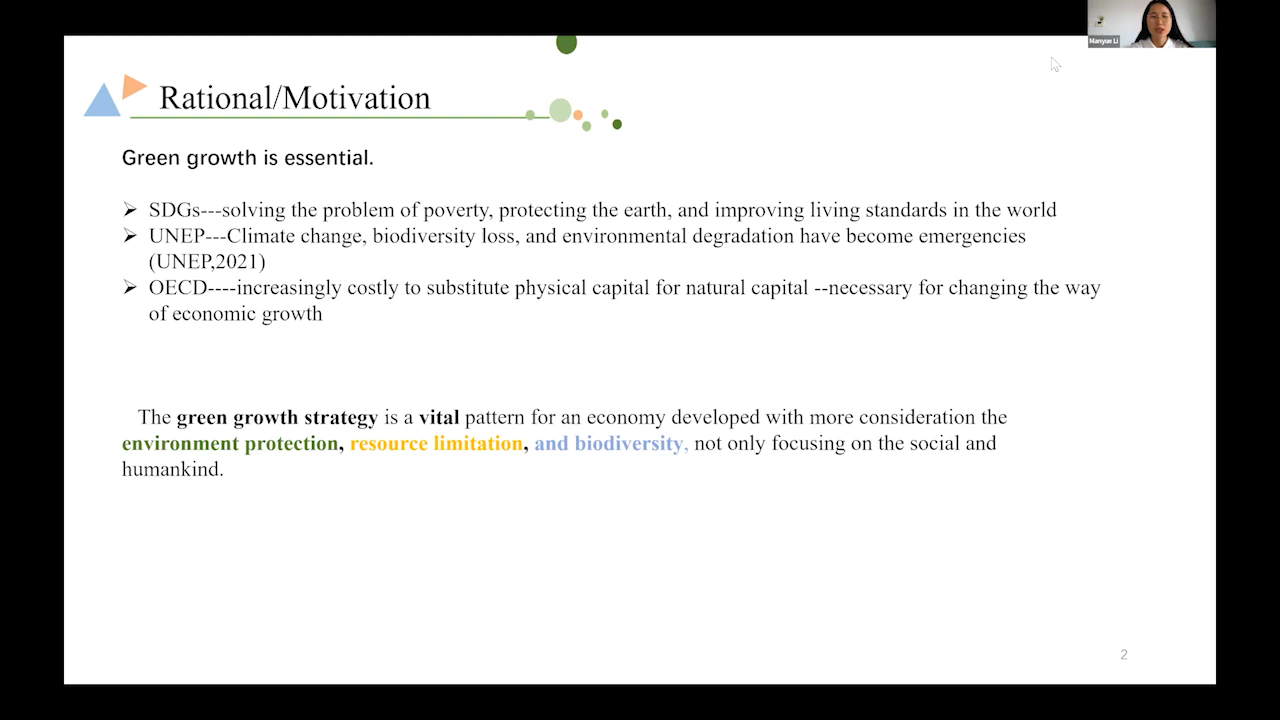 Manyue Li
Rational/Motivation
Green growth is essential.
➢ SDGs---solving the problem of poverty, protecting the earth, and improving living standards in the world
➢ UNEP---Climate change, biodiversity loss, and environmental degradation have become emergencies
(UNEP,2021)
➢ OECD----increasingly costly to substitute physical capital for natural capital --necessary for changing the way
of economic growth
The green growth strategy is a vital pattern for an economy developed with more consideration the
environment protection, resource limitation, and biodiversity, not only focusing on the social and
humankind.
2